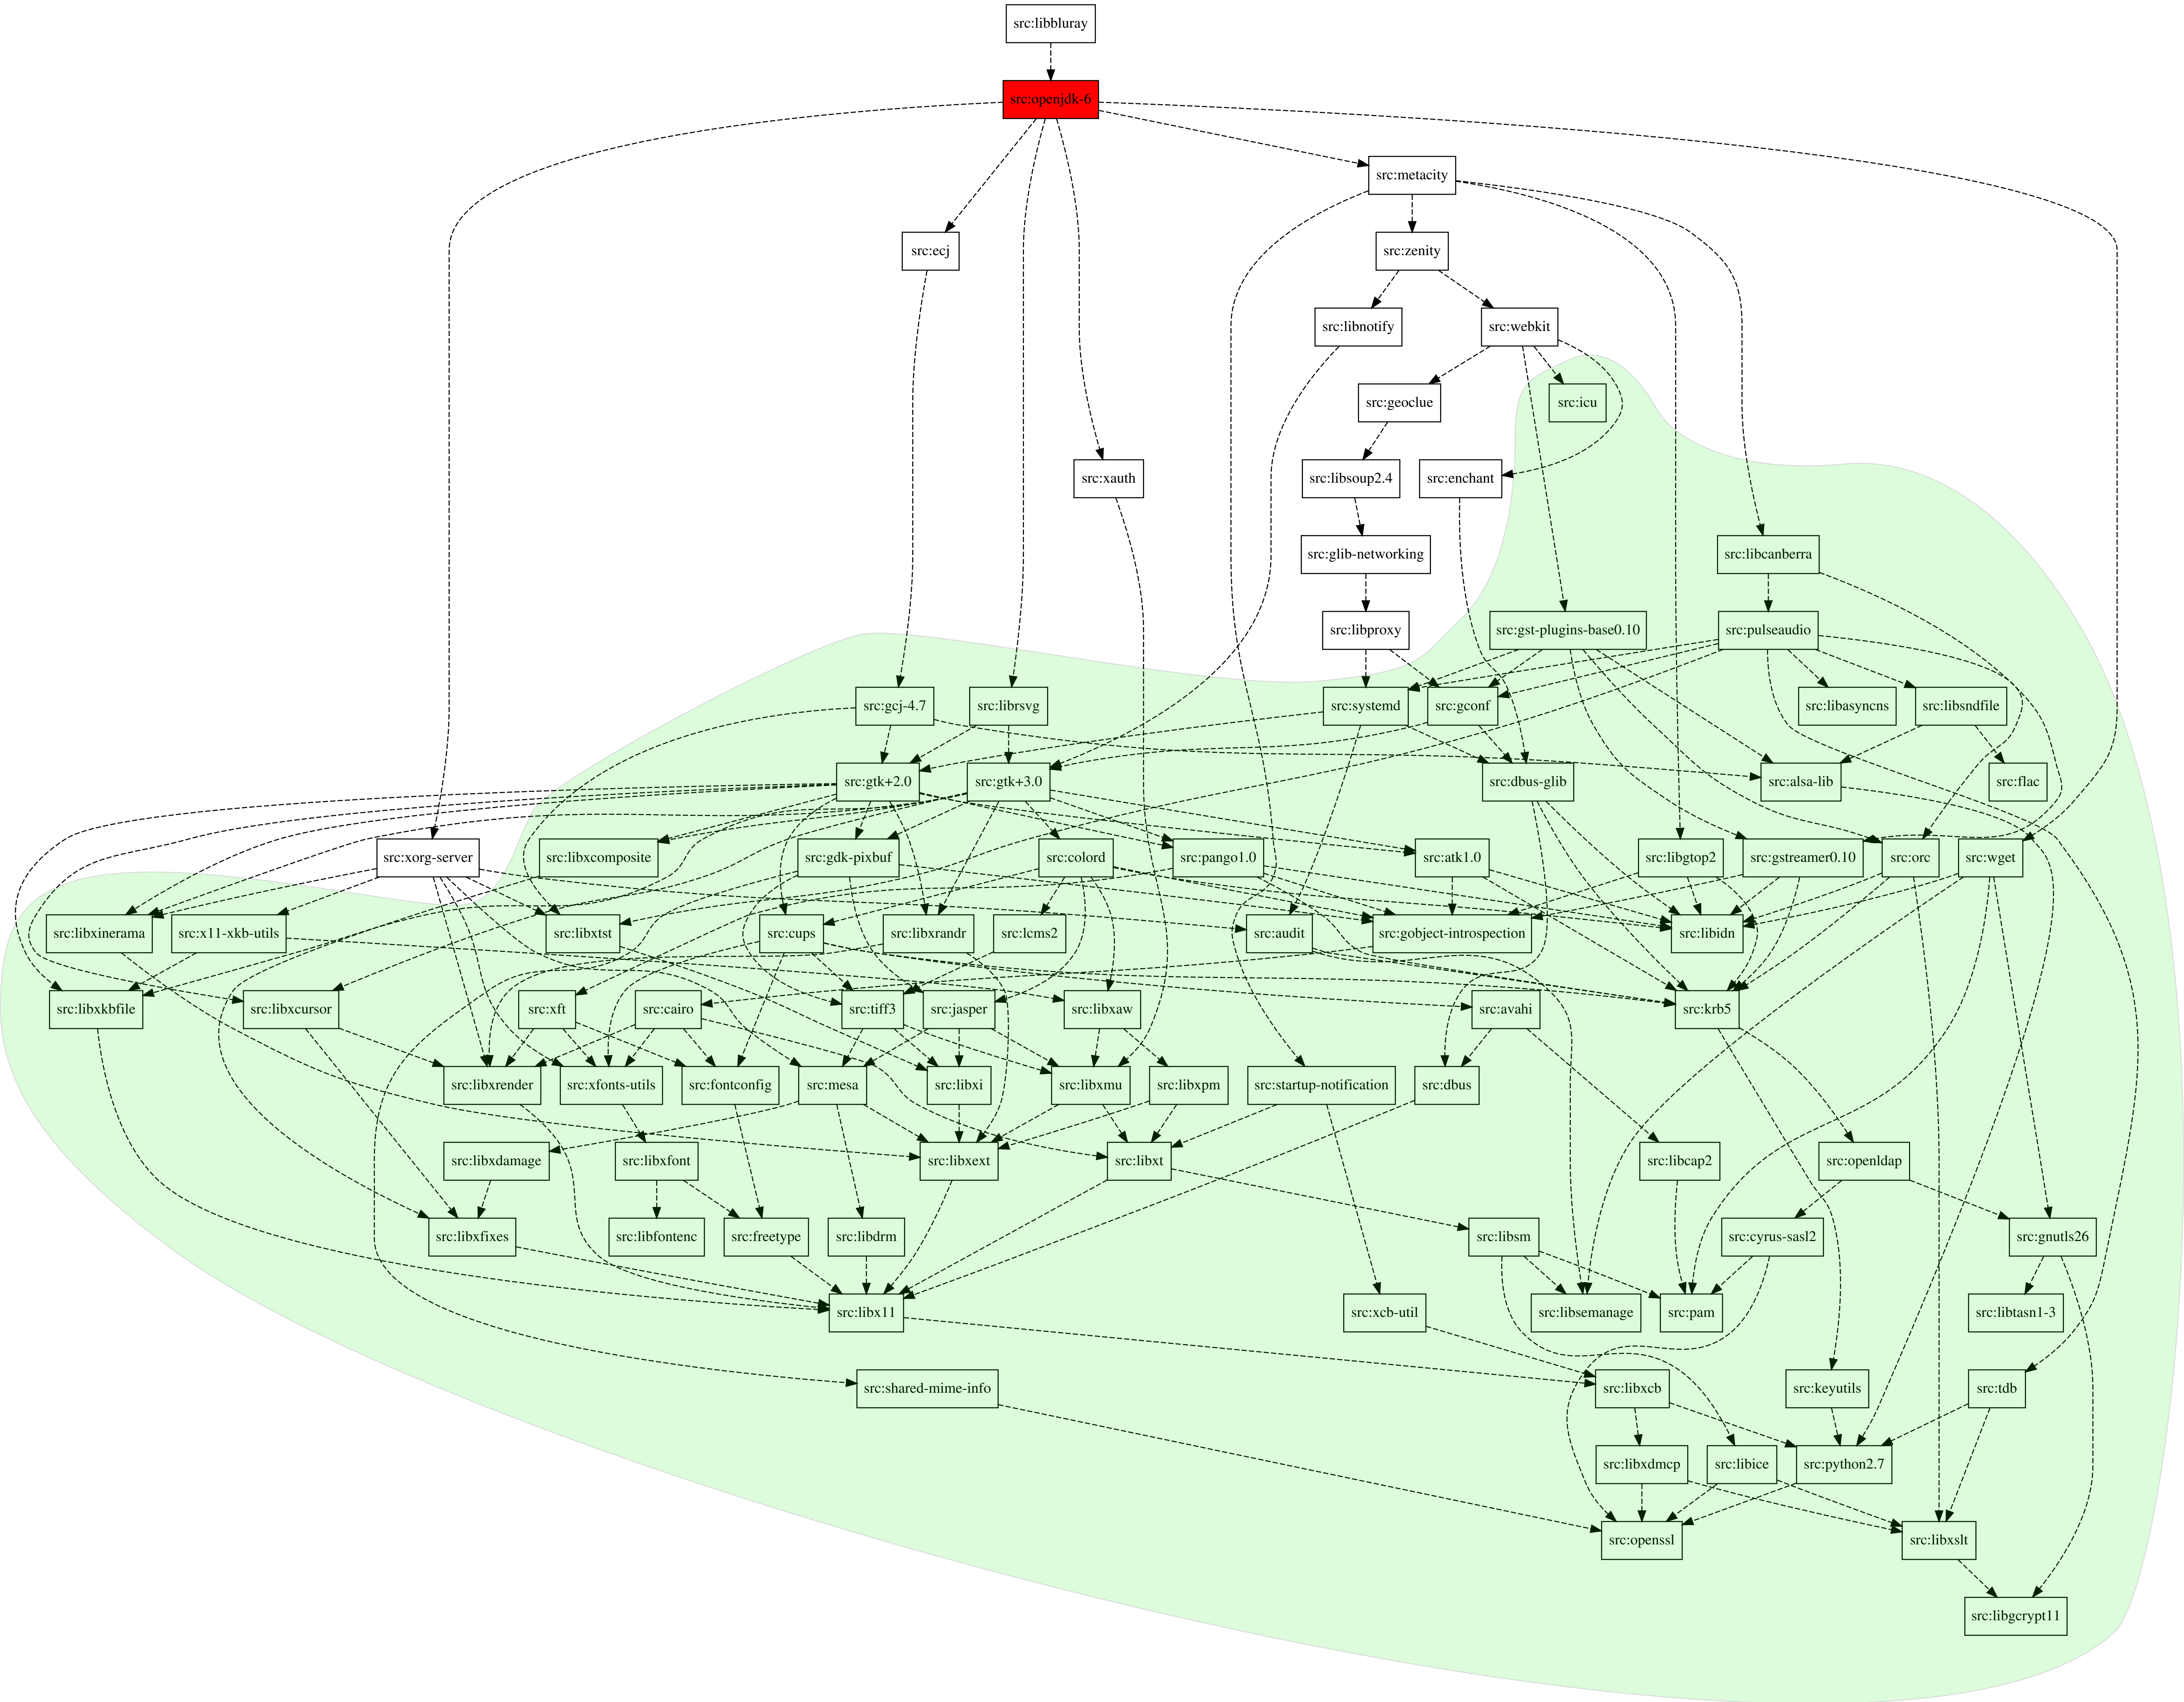 src:libbluray
src:openjdk-6
src:metacity
src:ecj
src:zenity
src:libnotify
src:webkit
src:geoclue
src:icu
src:xauth
src:libsoup2.4
src:enchant
src:glib-networking
src:libcanberra
src:libproxy
src:gst-plugins-base0.10
src:pulseaudio
src:gcj-4.7
src:librsvg
src:systemd
src:gconf
src:libasyncns
src:libsndfile
src:gtk+2.0
src:gtk+3.0
src:dbus-glib
src:alsa-lib
src:flac
src:xorg-server
src:libxcomposite
src:gdk-pixbuf
src:colord
src:pango1.0
src:atk1.0
src:libgtop2
src:gstreamer0.10
src:orc
src:wget
src:libxinerama
src:x11-xkb-utils
src:libxtst
src:cups
src:libxrandr
src:lcms2
src:audit
src:gobject-introspection
src:libidn
src:libxkbfile
src:libxcursor
src:xft
src:cairo
src:tiff3
src:jasper
src:libxaw
src:avahi
src:krb5
src:libxrender
src:xfonts-utils
src:fontconfig
src:mesa
src:libxi
src:libxmu
src:libxpm
src:startup-notification
src:dbus
src:libxdamage
src:libxfont
src:libxext
src:libxt
src:libcap2
src:openldap
src:libxfixes
src:libfontenc
src:freetype
src:libdrm
src:libsm
src:cyrus-sasl2
src:gnutls26
src:libx11
src:xcb-util
src:libsemanage
src:pam
src:libtasn1-3
src:shared-mime-info
src:libxcb
src:keyutils
src:tdb
src:libxdmcp
src:libice
src:python2.7
src:openssl
src:libxslt
src:libgcrypt11